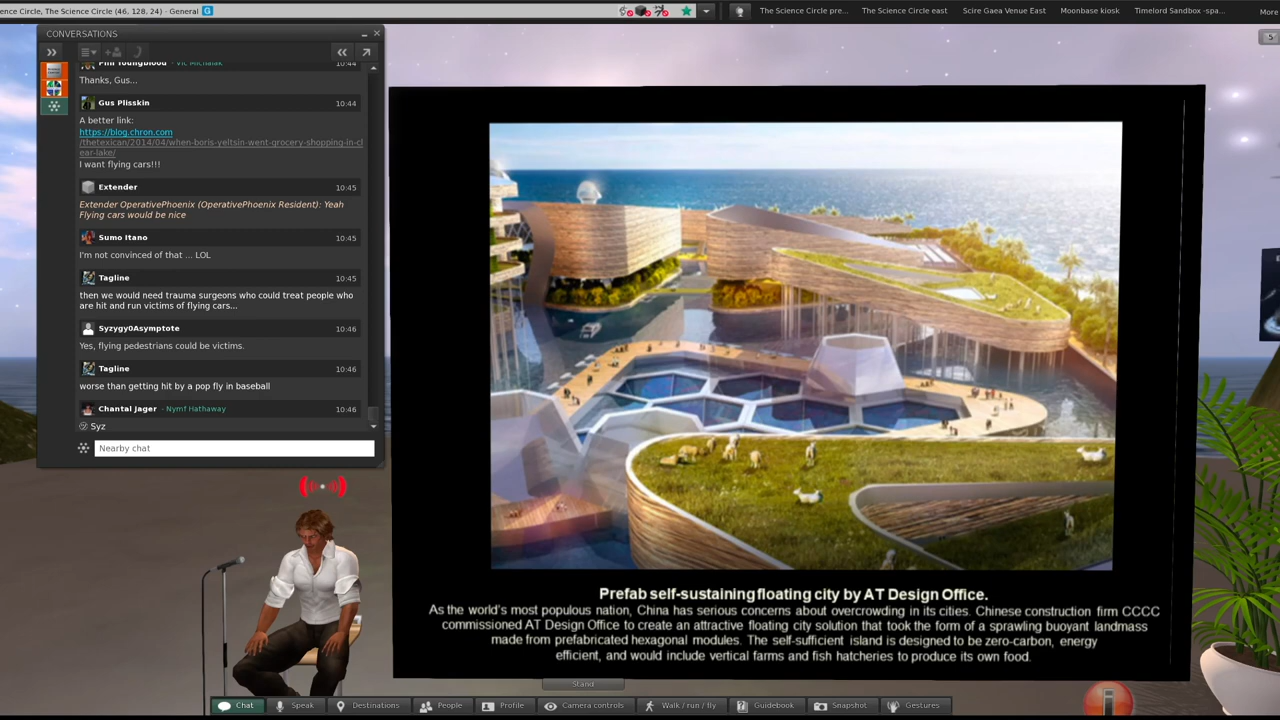 ence Circle, The Science Circle (46, 128, 24) - General G
The Science Circle pre...
The Science Circle east
Scire Gaea Venue East
Moonbase kiosk
Timelord Sandbox -spa...
More
5
CONVERSATIONS
Youngblood - Vic Michalak 10:44
Thanks, Gus...
Gus Plisskin 10:44
A better link:
https://blog.chron.com
/thetexican/2014/04/when-boris-yeltsin-went-grocery-shopping-in-cl
ear-lake/
I want flying cars!!!
Extender 10:45
Extender OperativePhoenix (OperativePhoenix Resident): Yeah
Flying cars would be nice
Sumo Itano 10:45
I'm not convinced of that ... LOL
Tagline 10:45
then we would need trauma surgeons who could treat people who
are hit and run victims of flying cars...
Syzygy0Asymptote 10:46
Yes, flying pedestrians could be victims.
Tagline 10:46
worse than getting hit by a pop fly in baseball
Chantal Jager - Nymf Hathaway 10:46
Syz
Nearby chat
Prefab self-sustaining floating city by AT Design Office.
As the world's most populous nation, China has serious concerns about overcrowding in its cities. Chinese construction firm CCCC
commissioned AT Design Office to create an attractive floating city solution that took the form of a sprawling buoyant landmass
made from prefabricated hexagonal modules. The self-sufficient island is designed to be zero-carbon, energy
efficient, and would include vertical farms and fish hatcheries to produce its own food.
Stand
Chat
Speak
Destinations
People
Profile
Camera controls
Walk / run / fly
Guidebook
Snapshot
Gestures